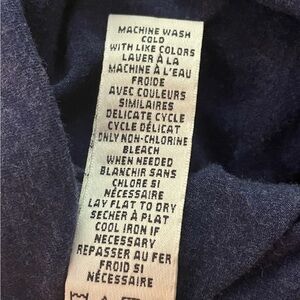 MACHINE WASH
COLD
WITH LIKE COLORS
LAVER À LA
MACHINE À L'EAU
FROIDE
AVEC COULEURS
SIMILAIRES
DELICATE CYCLE
CYCLE DÉLICAT
ONLY NON-CHLORINE
BLEACH
WHEN NEEDED
BLANCHIR SANS
CHLORE SI
NÉCESSAIRE
LAY FLAT TO DRY
SECHER À PLAT
COOL IRON IF
NECESSARY
REPASSER AU FER
FROID SI
NÉCESSAIRE